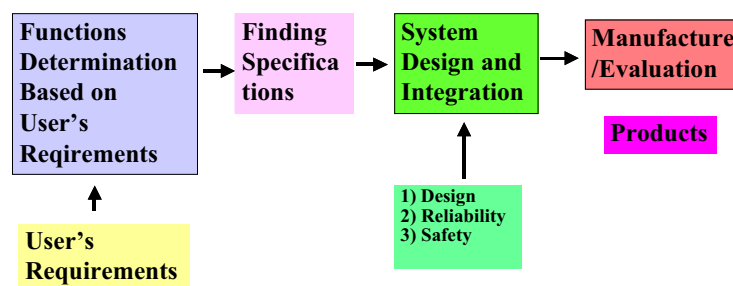 Functions
Determination
Based on
User's
Reqirements
Finding
Specifica
tions
System
Design and
Integration
Manufacture
/Evaluation
Products
1) Design
2) Reliability
3) Safety
User's
Requirements